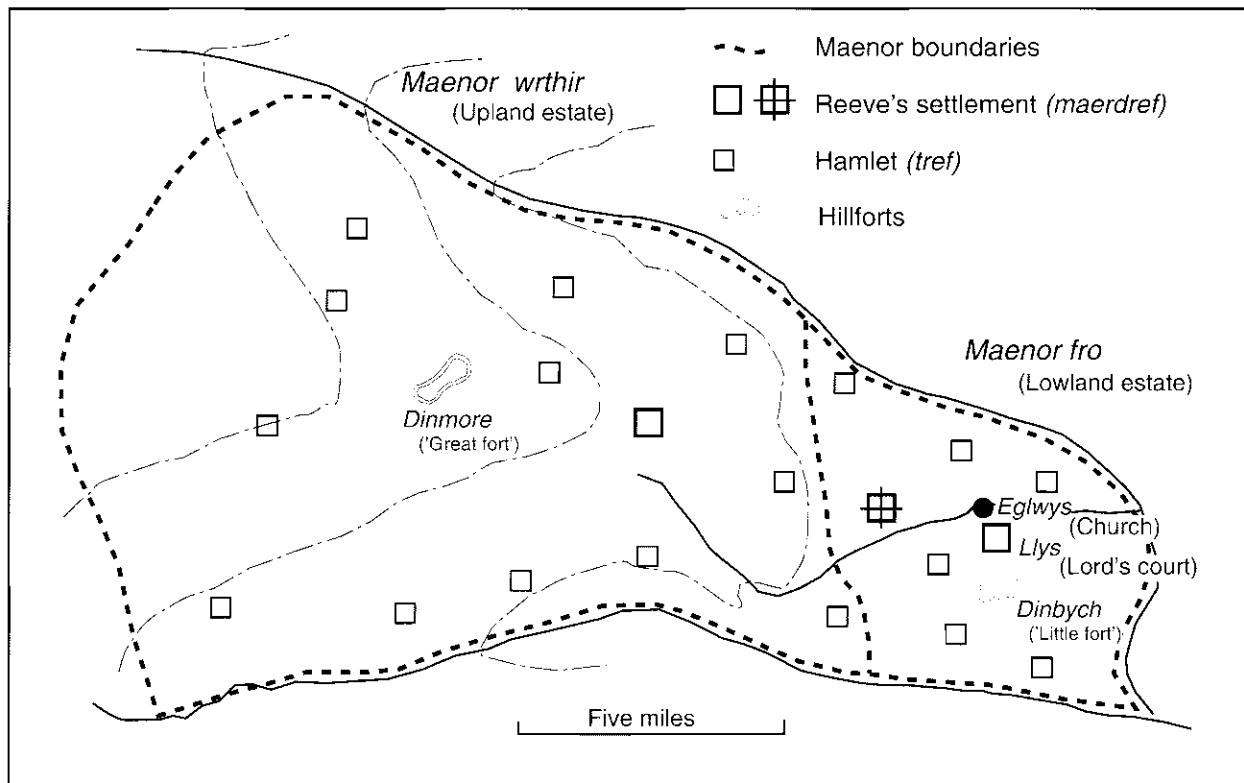 Maenor wrthir
(Upland estate)
Maenor boundaries
Reeve's settlement (maerdref)
Hamlet (tref)
Hillforts
Maenor fro
(Lowland estate)
Dinmore
('Great fort')
Eglwys
(Church)
Llys
(Lord's court)
Dinbych
('Little fort')
Five miles